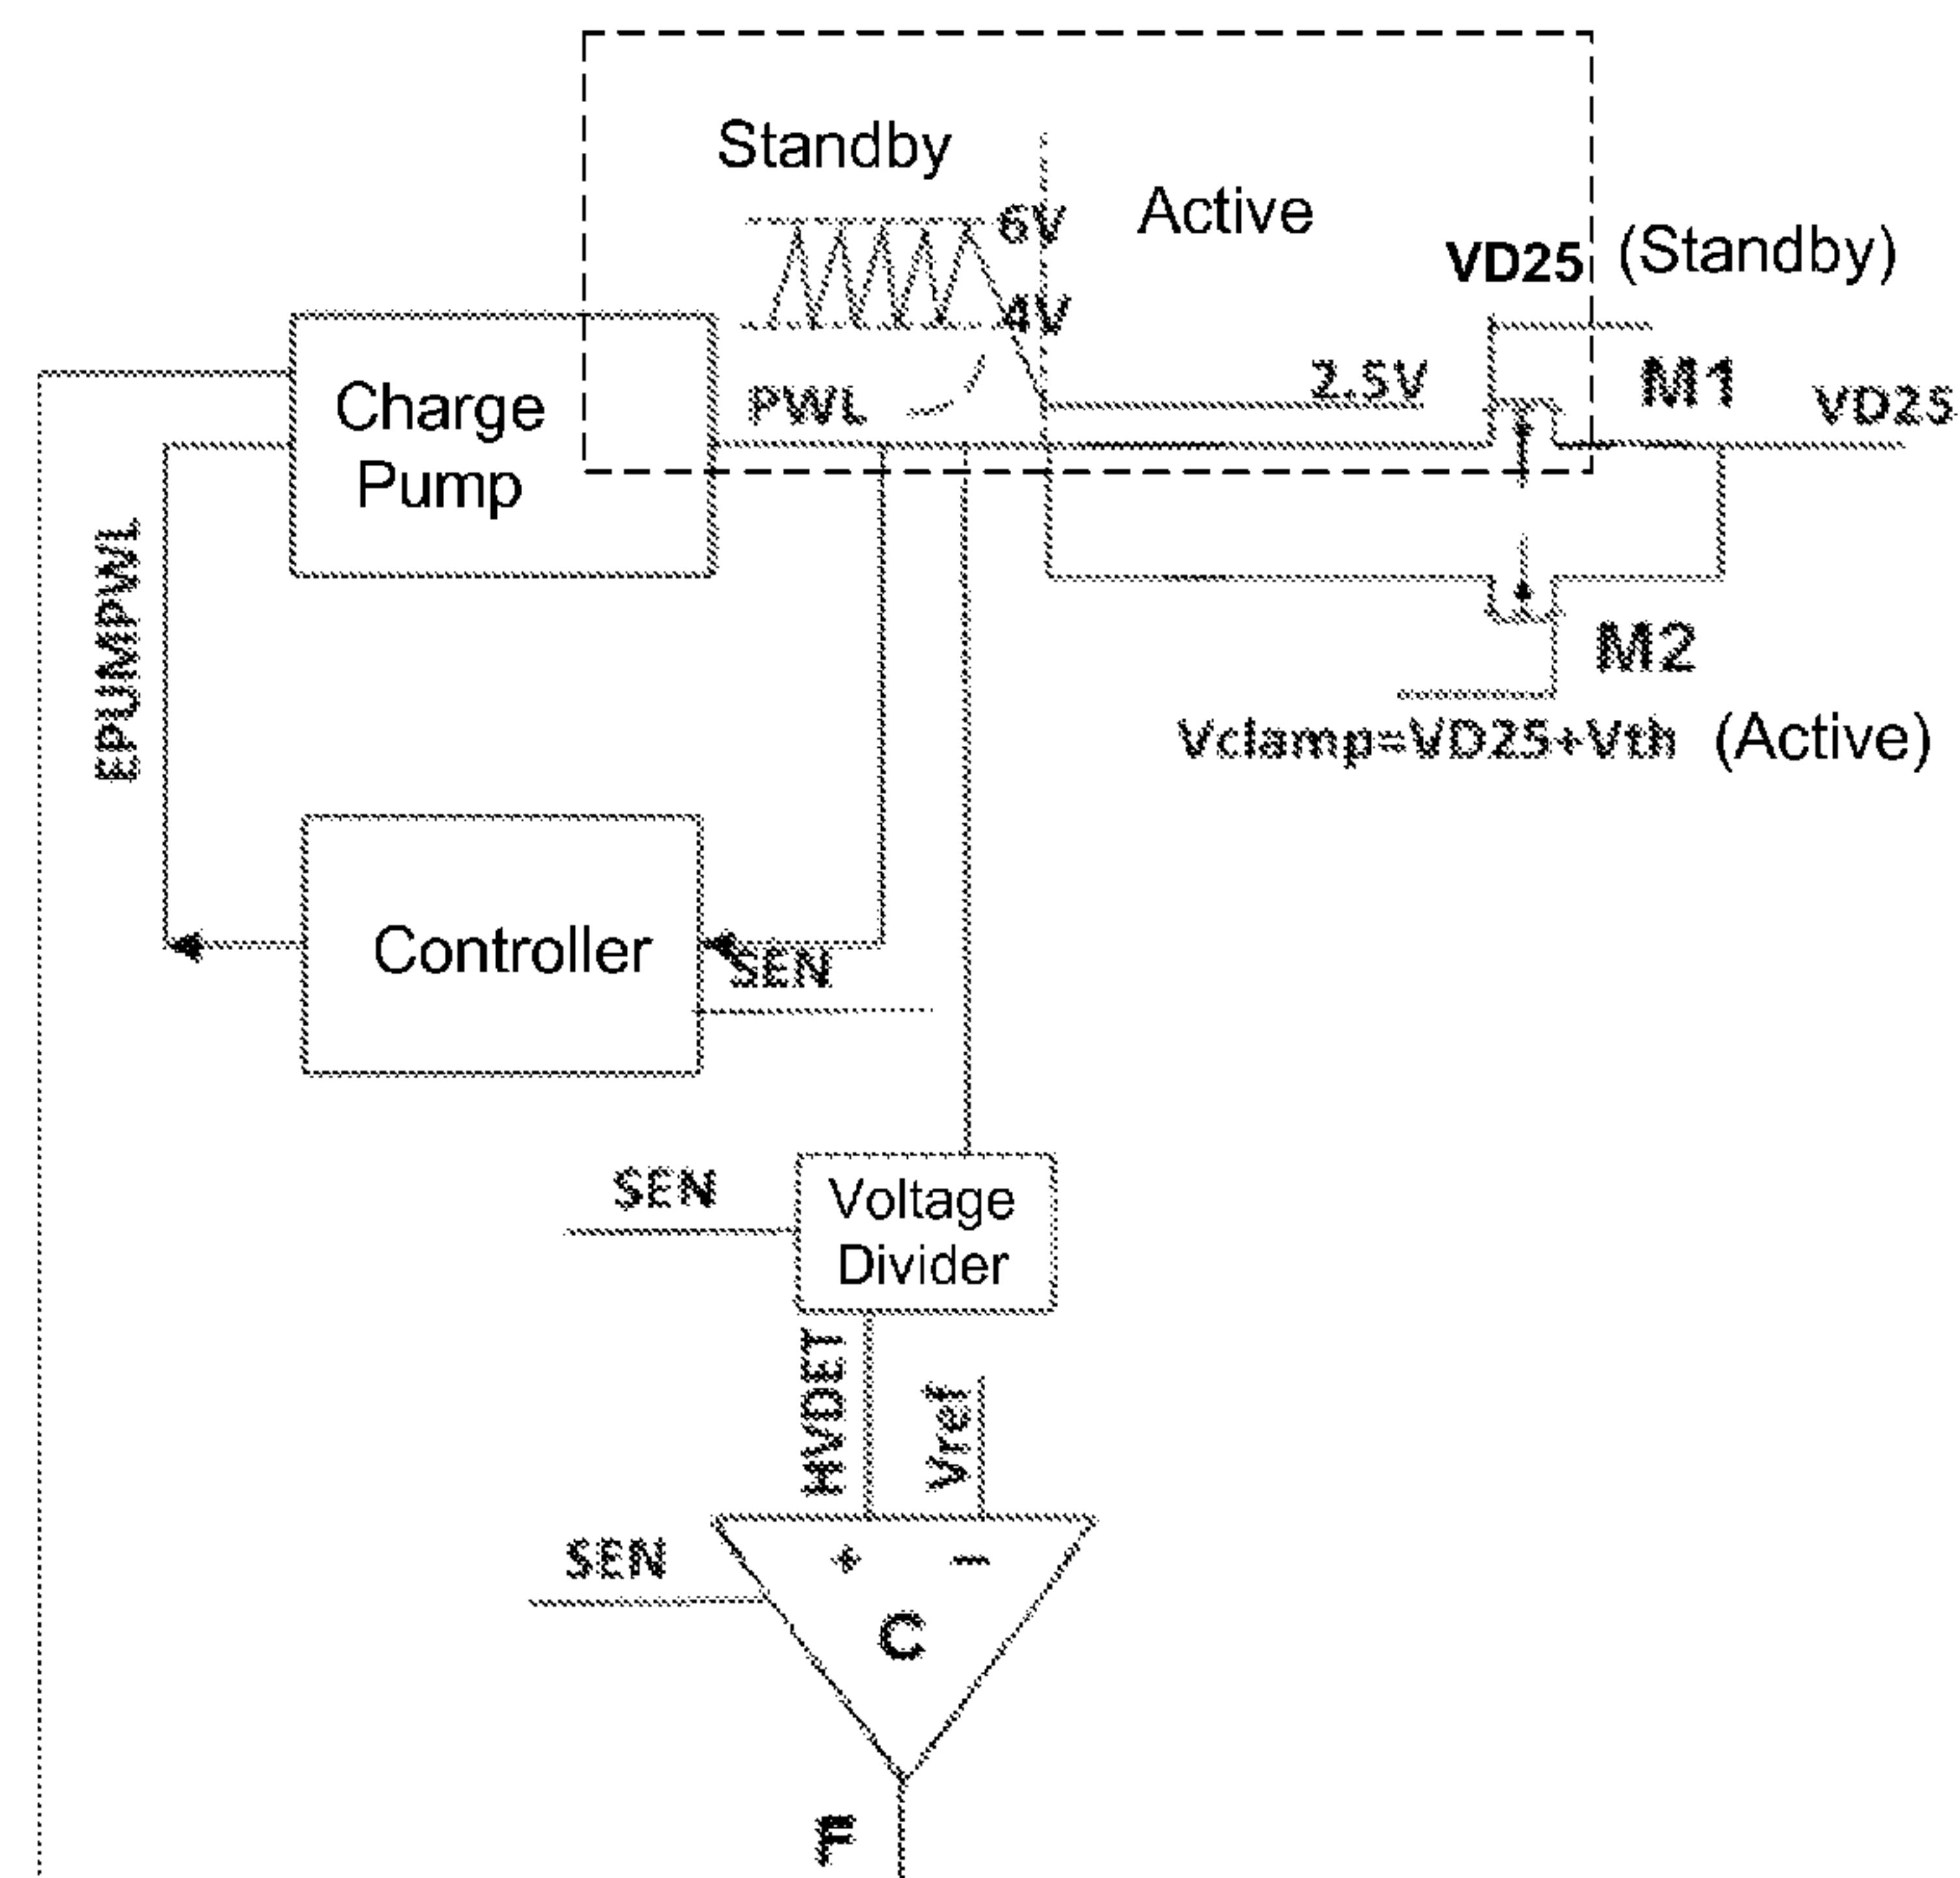 Standby
6V
Active
VD25 (Standby)
4V
Charge
Pump
PWL
2.5V
M1
VD25
EPUMPWL
M2
Vclamp=VD25+Vth (Active)
Controller
SEN
SEN
Voltage
Divider
HVDET
Vref
SEN
+
−
C
F